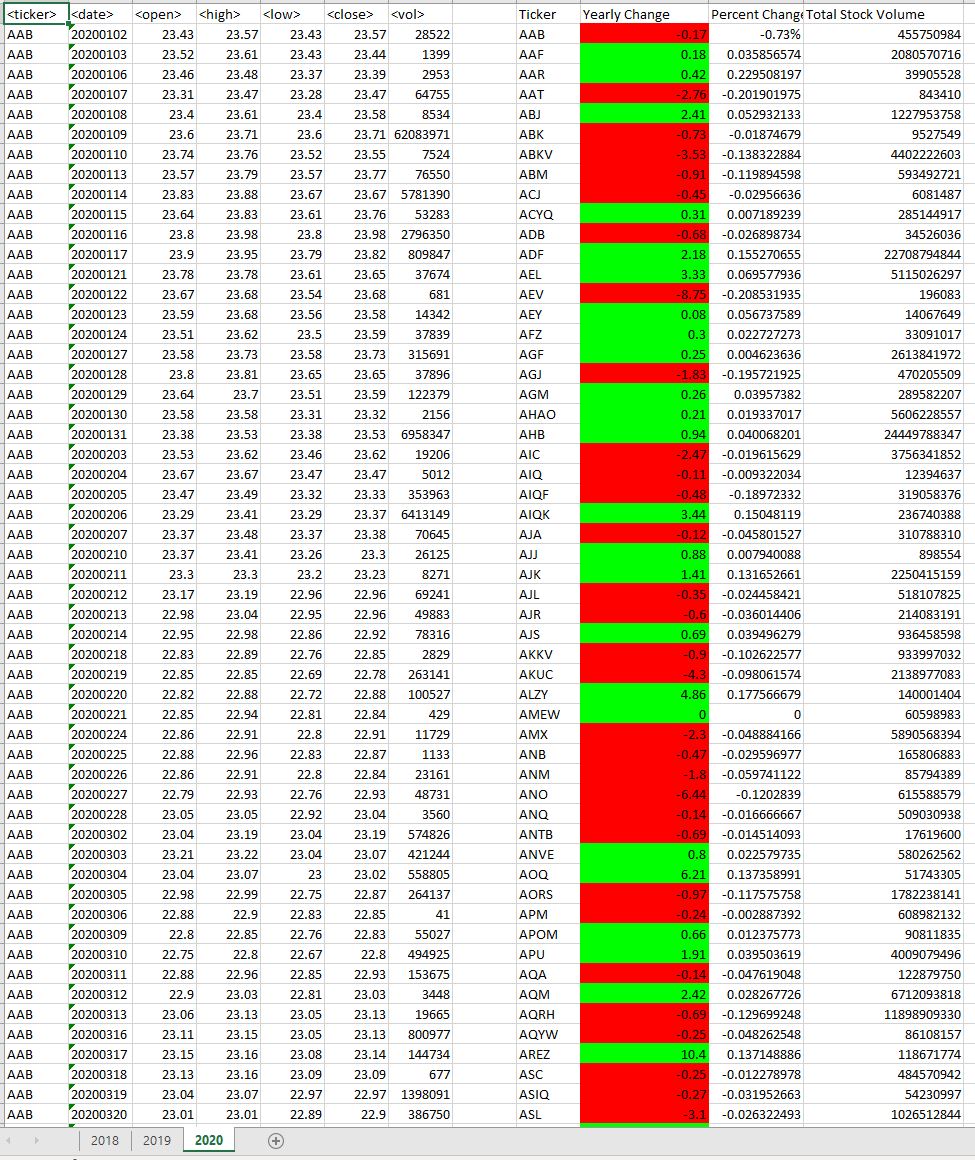 <ticker> <date> <open> <high> <low> <close> <vol> Ticker Yearly Change Percent Change Total Stock Volume
AAB 20200102 23.43 23.57 23.43 23.57 28522 AAB -0.17 -0.73% 455750984
AAB 20200103 23.52 23.61 23.43 23.44 1399 AAF 0.18 0.035856574 2080570716
AAB 20200106 23.46 23.48 23.37 23.39 2953 AAR 0.42 0.229508197 39905528
AAB 20200107 23.31 23.47 23.28 23.47 64755 AAT -2.76 -0.201901975 843410
AAB 20200108 23.4 23.61 23.4 23.58 8534 ABJ 2.41 0.052932133 1227953758
AAB 20200109 23.6 23.71 23.6 23.71 62083971 ABK -0.73 -0.01874679 9527549
AAB 20200110 23.74 23.76 23.52 23.55 7524 ABKV -3.53 -0.138322884 4402222603
AAB 20200113 23.57 23.79 23.57 23.77 76550 ABM -0.91 -0.119894598 593492721
AAB 20200114 23.83 23.88 23.67 23.67 5781390 ACJ -0.45 -0.02956636 6081487
AAB 20200115 23.64 23.83 23.61 23.76 53283 ACYQ 0.31 0.007189239 285144917
AAB 20200116 23.8 23.98 23.8 23.98 2796350 ADB -0.68 -0.026898734 34526036
AAB 20200117 23.9 23.95 23.79 23.82 809847 ADF 2.18 0.155270655 22708794844
AAB 20200121 23.78 23.78 23.61 23.65 37674 AEL 3.33 0.069577936 5115026297
AAB 20200122 23.67 23.68 23.54 23.68 681 AEV -8.75 -0.208531935 196083
AAB 20200123 23.59 23.68 23.56 23.58 14342 AEY 0.08 0.056737589 14067649
AAB 20200124 23.51 23.62 23.5 23.59 37839 AFZ 0.3 0.022727273 33091017
AAB 20200127 23.58 23.73 23.58 23.73 315691 AGF 0.25 0.004623636 2613841972
AAB 20200128 23.8 23.81 23.65 23.65 37896 AGJ -1.83 -0.195721925 470205509
AAB 20200129 23.64 23.7 23.51 23.59 122379 AGM 0.26 0.03957382 289582207
AAB 20200130 23.58 23.58 23.31 23.32 2156 AHAO 0.21 0.019337017 5606228557
AAB 20200131 23.38 23.53 23.38 23.53 6958347 AHB 0.94 0.040068201 24449788347
AAB 20200203 23.53 23.62 23.46 23.62 19206 AIC -2.47 -0.019615629 3756341852
AAB 20200204 23.67 23.67 23.47 23.47 5012 AIQ -0.11 -0.009322034 12394637
AAB 20200205 23.47 23.49 23.32 23.33 353963 AIQF -0.48 -0.18972332 319058376
AAB 20200206 23.29 23.41 23.29 23.37 6413149 AIQK 3.44 0.15048119 236740388
AAB 20200207 23.37 23.48 23.37 23.38 70645 AJA -0.12 -0.045801527 310788310
AAB 20200210 23.37 23.41 23.26 23.3 26125 AJJ 0.88 0.007940088 898554
AAB 20200211 23.3 23.3 23.2 23.23 8271 AJK 1.41 0.131652661 2250415159
AAB 20200212 23.17 23.19 22.96 22.96 69241 AJL -0.35 -0.024458421 518107825
AAB 20200213 22.98 23.04 22.95 22.96 49883 AJR -0.6 -0.036014406 214083191
AAB 20200214 22.95 22.98 22.86 22.92 78316 AJS 0.69 0.039496279 936458598
AAB 20200218 22.83 22.89 22.76 22.85 2829 AKKV -0.9 -0.102622577 933997032
AAB 20200219 22.85 22.85 22.69 22.78 263141 AKUC -4.3 -0.098061574 2138977083
AAB 20200220 22.82 22.88 22.72 22.88 100527 ALZY 4.86 0.177566679 140001404
AAB 20200221 22.85 22.94 22.81 22.84 429 AMEW 0 0 60598983
AAB 20200224 22.86 22.91 22.8 22.91 11729 AMX -2.3 -0.048884166 5890568394
AAB 20200225 22.88 22.96 22.83 22.87 1133 ANB -0.47 -0.029596977 165806883
AAB 20200226 22.86 22.91 22.8 22.84 23161 ANM -1.8 -0.059741122 85794389
AAB 20200227 22.79 22.93 22.76 22.93 48731 ANO -6.44 -0.1202839 615588579
AAB 20200228 23.05 23.05 22.92 23.04 3560 ANQ -0.14 -0.016666667 509030938
AAB 20200302 23.04 23.19 23.04 23.19 574826 ANTB -0.69 -0.014514093 17619600
AAB 20200303 23.21 23.22 23.04 23.07 421244 ANVE 0.8 0.022579735 580262562
AAB 20200304 23.04 23.07 23 23.02 558805 AOQ 6.21 0.137358991 51743305
AAB 20200305 22.98 22.99 22.75 22.87 264137 AORS -0.97 -0.117575758 1782238141
AAB 20200306 22.88 22.9 22.83 22.85 41 APM -0.24 -0.002887392 608982132
AAB 20200309 22.8 22.85 22.76 22.83 55027 APOM 0.66 0.012375773 90811835
AAB 20200310 22.75 22.8 22.67 22.8 494925 APU 1.91 0.039503619 4009079496
AAB 20200311 22.88 22.96 22.85 22.93 153675 AQA -0.14 -0.047619048 122879750
AAB 20200312 22.9 23.03 22.81 23.03 3448 AQM 2.42 0.028267726 6712093818
AAB 20200313 23.06 23.13 23.05 23.13 19665 AQRH -0.69 -0.129699248 11898909330
AAB 20200316 23.11 23.15 23.05 23.13 800977 AQYW -0.25 -0.048262548 86108157
AAB 20200317 23.15 23.16 23.08 23.14 144734 AREZ 10.4 0.137148886 118671774
AAB 20200318 23.13 23.16 23.09 23.09 677 ASC -0.25 -0.012278978 484570942
AAB 20200319 23.04 23.07 22.97 22.97 1398091 ASIQ -0.27 -0.031952663 54230997
AAB 20200320 23.01 23.01 22.89 22.9 386750 ASL -3.1 -0.026322493 1026512844
2018 2019 2020